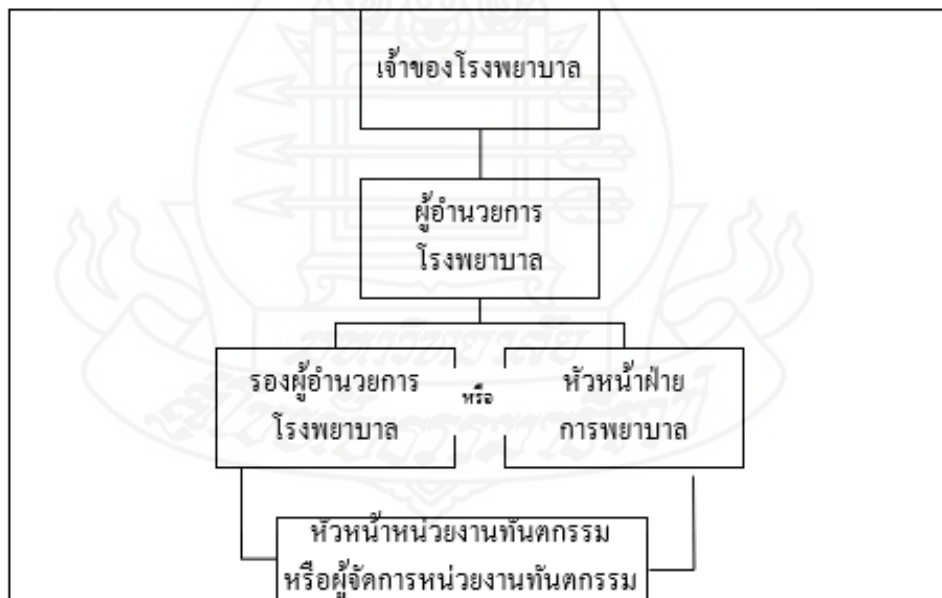 เจ้าของโรงพยาบาล
ผู้อำนวยการ
โรงพยาบาล
รองผู้อำนวยการ
โรงพยาบาล
หรือ
หัวหน้าฝ่าย
การพยาบาล
หัวหน้าหน่วยงานทันตกรรม
หรือผู้จัดการหน่วยงานทันตกรรม